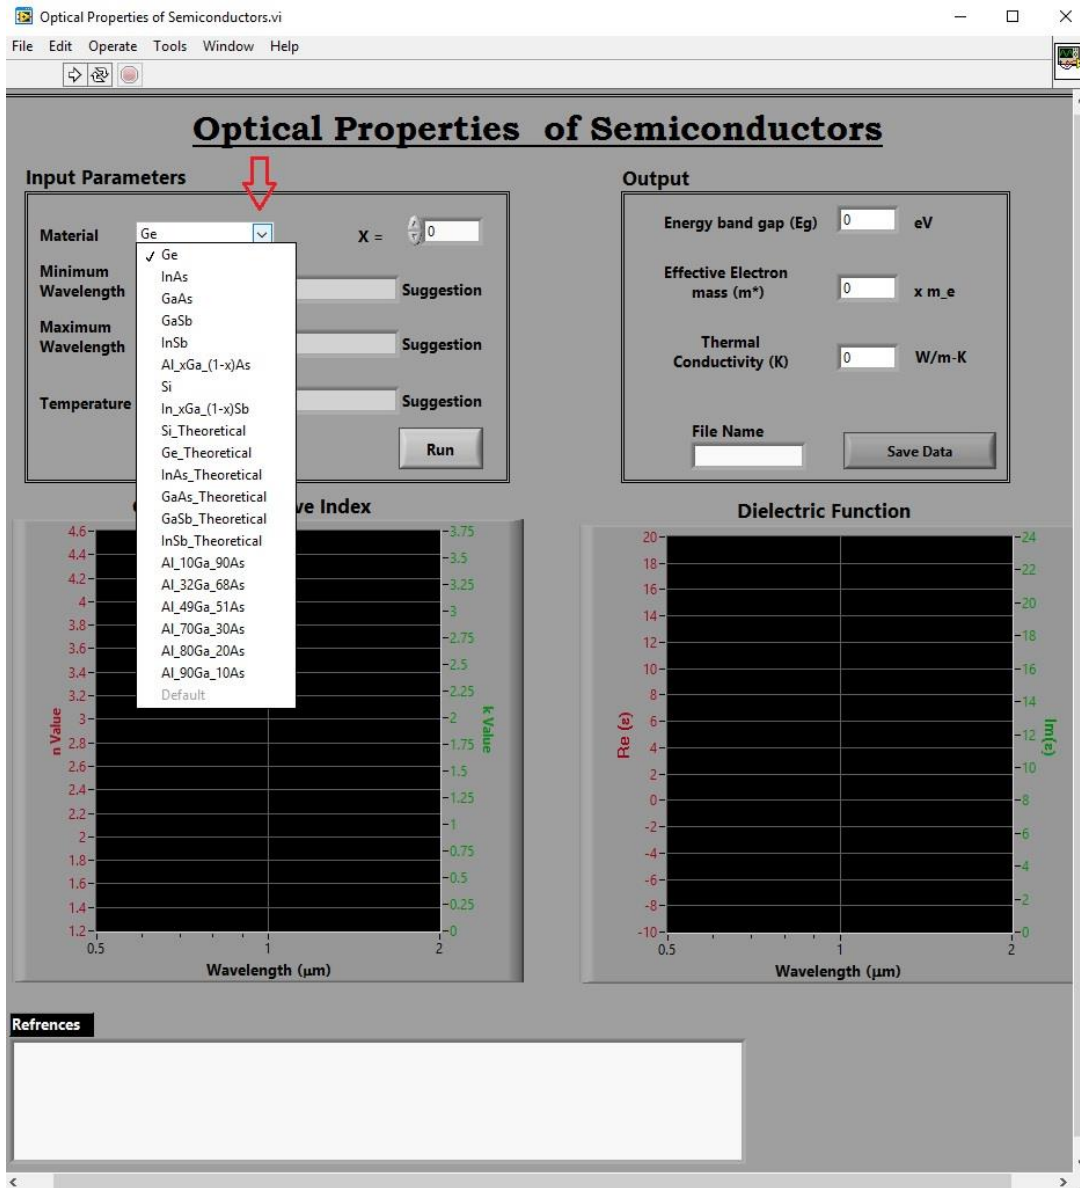 Optical Properties of Semiconductors.vi
File Edit Operate Tools Window Help
Optical Properties of Semiconductors
Input Parameters
Material
Ge
X =
0
Ge
InAs
GaAs
GaSb
InSb
Al_xGa_(1-x)As
Si
In_xGa_(1-x)Sb
Si_Theoretical
Ge_Theoretical
InAs_Theoretical
GaAs_Theoretical
GaSb_Theoretical
InSb_Theoretical
Al_10Ga_90As
Al_32Ga_68As
Al_49Ga_51As
Al_70Ga_30As
Al_80Ga_20As
Al_90Ga_10As
Default
Minimum
Wavelength
Suggestion
Maximum
Wavelength
Suggestion
Temperature
Suggestion
Run
Output
Energy band gap (Eg)
0
eV
Effective Electron
mass (m*)
0
x m_e
Thermal
Conductivity (K)
0
W/m-K
File Name
Save Data
ve Index
4.6
4.4
4.2
4
3.8
3.6
3.4
3.2
3
2.8
2.6
2.4
2.2
2
1.8
1.6
1.4
1.2
n Value
3.75
3.5
3.25
3
2.75
2.5
2.25
2
1.75
1.5
1.25
1
0.75
0.5
0.25
0
k Value
0.5 1 2
Wavelength (µm)
Dielectric Function
20
18
16
14
12
10
8
6
4
2
0
-2
-4
-6
-8
-10
Re (ε)
24
22
20
18
16
14
12
10
8
6
4
2
0
Im(ε)
0.5 1 2
Wavelength (µm)
Refrences